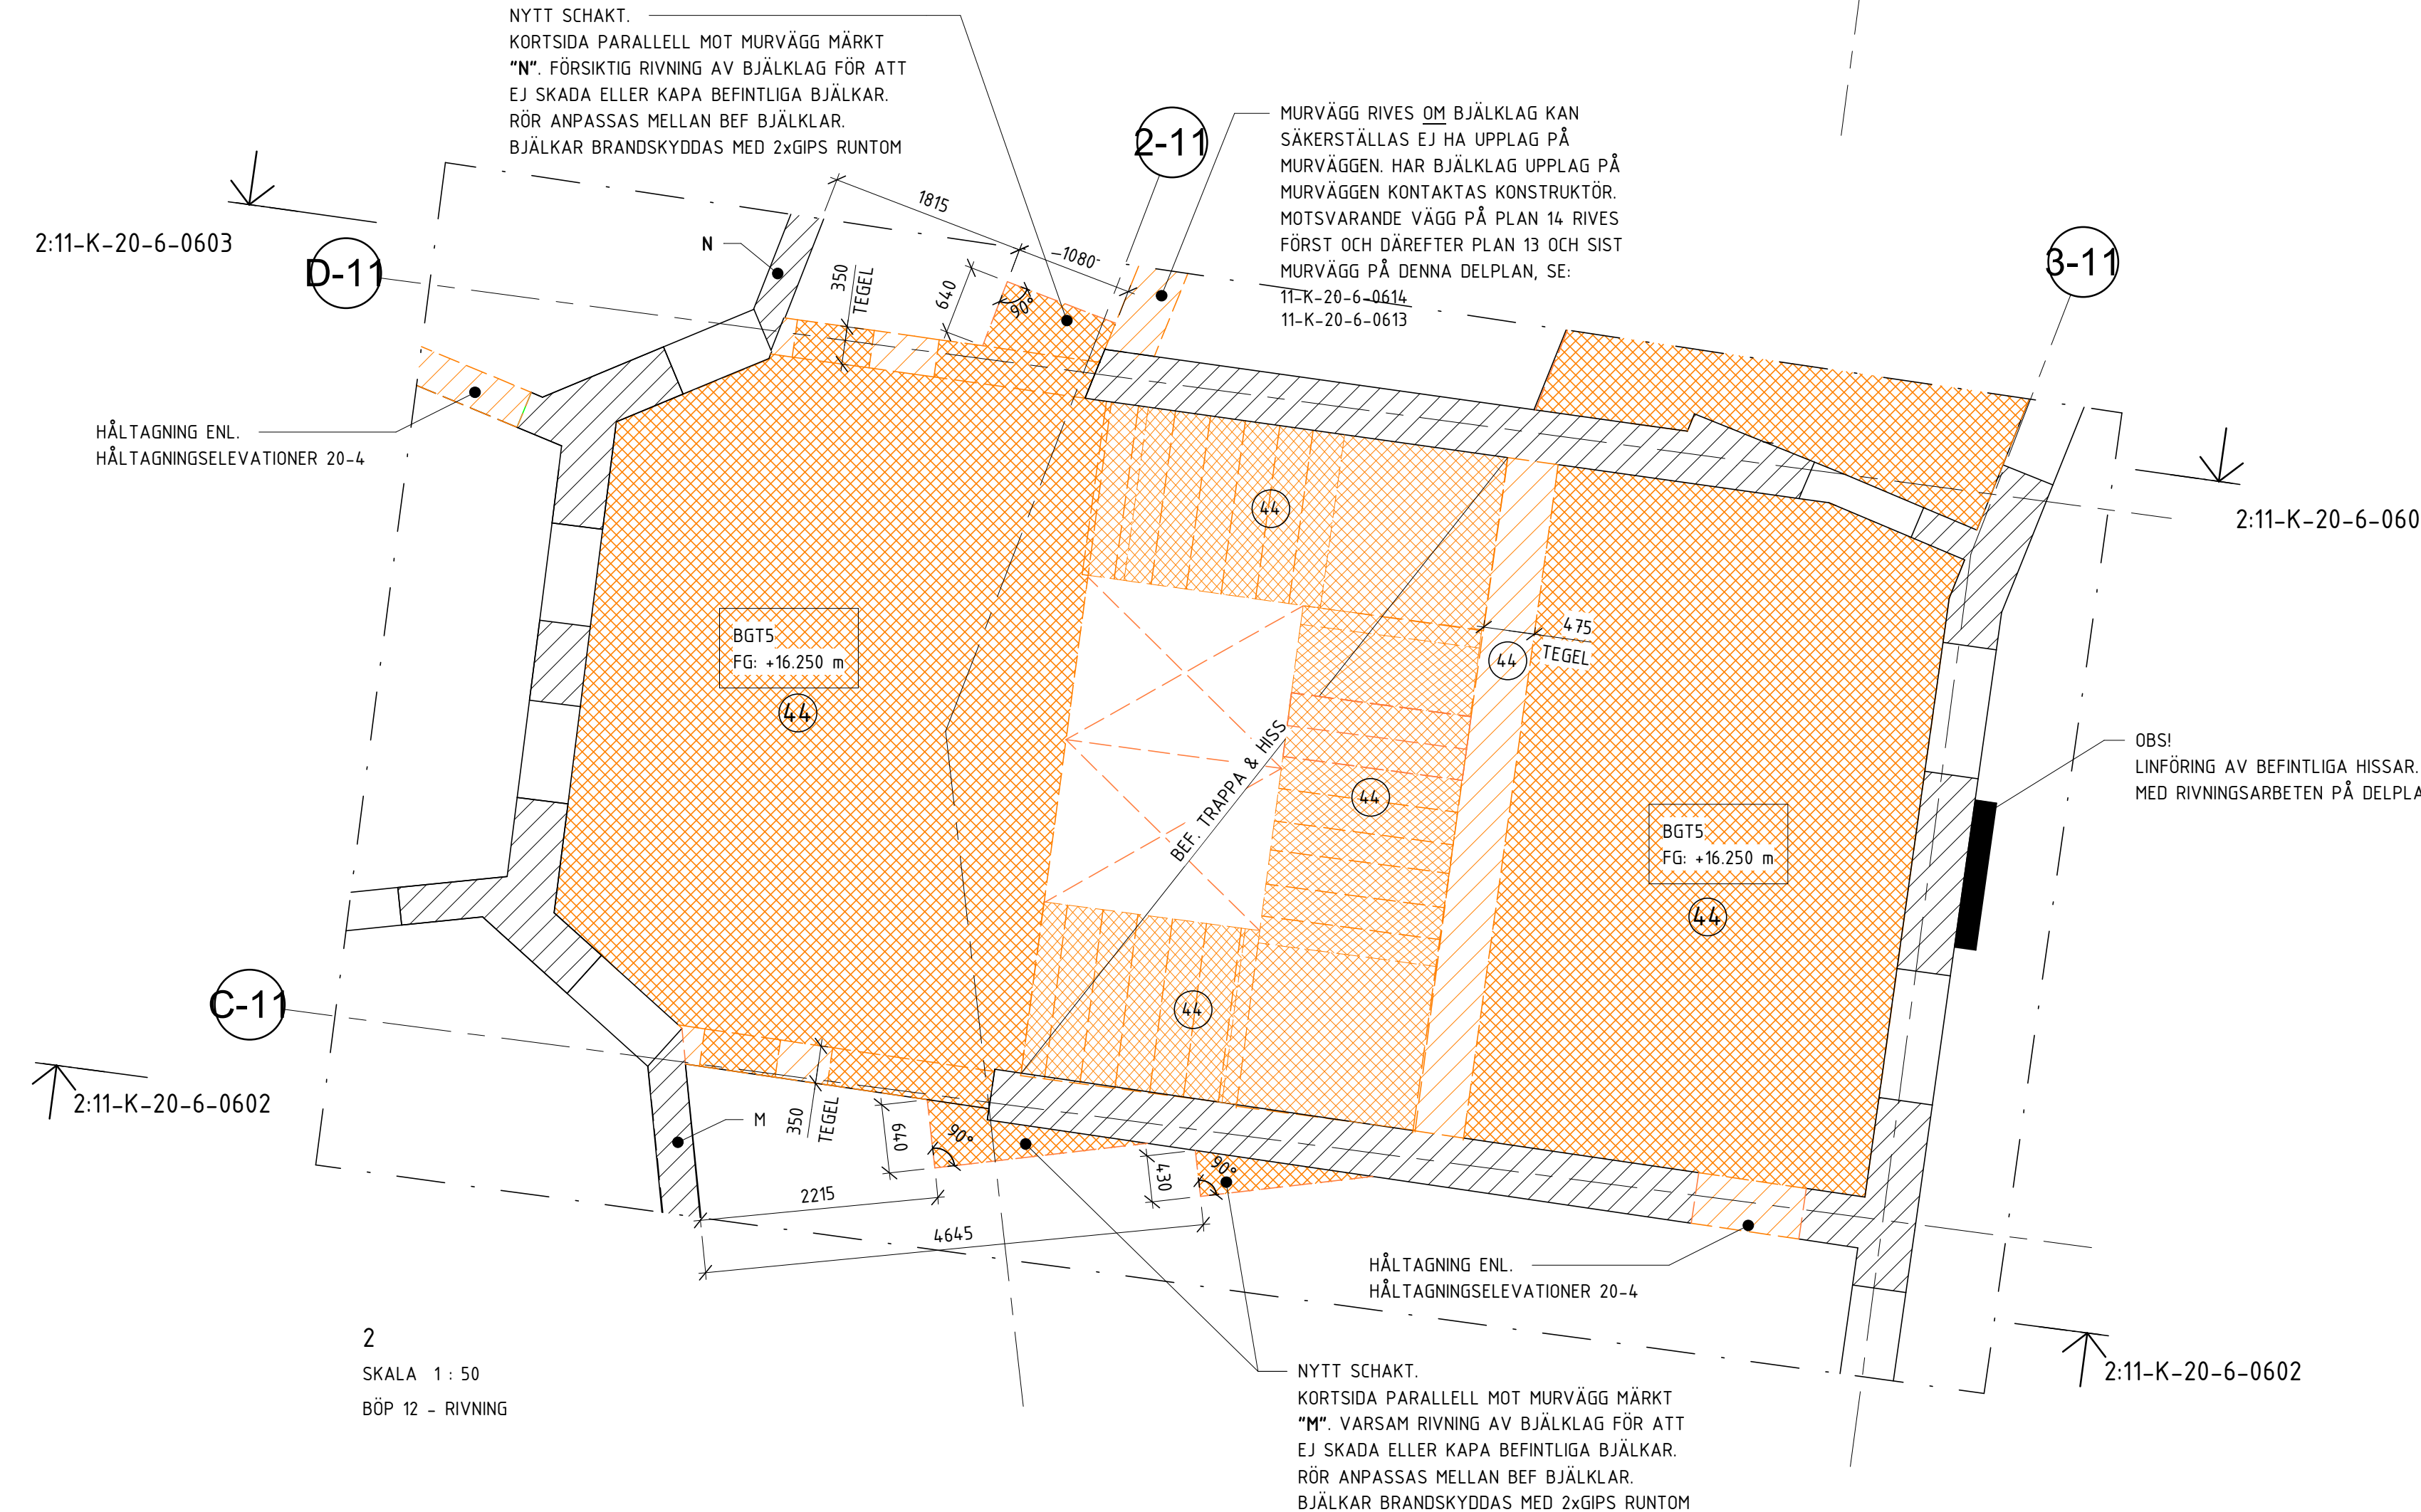 NYTT SCHAKT.
KORTSIDA PARALLELL MOT MURVÄGG MÄRKT
"N". FÖRSIKTIG RIVNING AV BJÄLKLAG FÖR ATT
EJ SKADA ELLER KAPA BEFINTLIGA BJÄLKAR.
RÖR ANPASSAS MELLAN BEF BJÄLKLAR.
BJÄLKAR BRANDSKYDDAS MED 2xGIPS RUNTOM
2-11
MURVÄGG RIVES OM BJÄLKLAG KAN
SÄKERSTÄLLAS EJ HA UPPLAG PÅ
MURVÄGGEN. HAR BJÄLKLAG UPPLAG PÅ
MURVÄGGEN KONTAKTAS KONSTRUKTÖR.
MOTSVARANDE VÄGG PÅ PLAN 14 RIVES
FÖRST OCH DÄREFTER PLAN 13 OCH SIST
MURVÄGG PÅ DENNA DELPLAN, SE:
11-K-20-6-0614
11-K-20-6-0613
3-11
2:11-K-20-6-0603
D-11
N
1815
1080
350
TEGEL
640
90°
HÅLTAGNING ENL.
HÅLTAGNINGSELEVATIONER 20-4
2:11-K-20-6-060
44
BGT5
FG: +16.250 m
44
475
TEGEL
44
BEF. TRAPPA & HISS
44
BGT5
FG: +16.250 m
44
OBS!
LINFÖRING AV BEFINTLIGA HISSAR.
MED RIVNINGSARBETEN PÅ DELPLA
C-11
44
2:11-K-20-6-0602
M
350
TEGEL
640
90°
430
90°
2215
4645
HÅLTAGNING ENL.
HÅLTAGNINGSELEVATIONER 20-4
2
SKALA 1 : 50
BÖP 12 - RIVNING
2:11-K-20-6-0602
NYTT SCHAKT.
KORTSIDA PARALLELL MOT MURVÄGG MÄRKT
"M". VARSAM RIVNING AV BJÄLKLAG FÖR ATT
EJ SKADA ELLER KAPA BEFINTLIGA BJÄLKAR.
RÖR ANPASSAS MELLAN BEF BJÄLKLAR.
BJÄLKAR BRANDSKYDDAS MED 2xGIPS RUNTOM